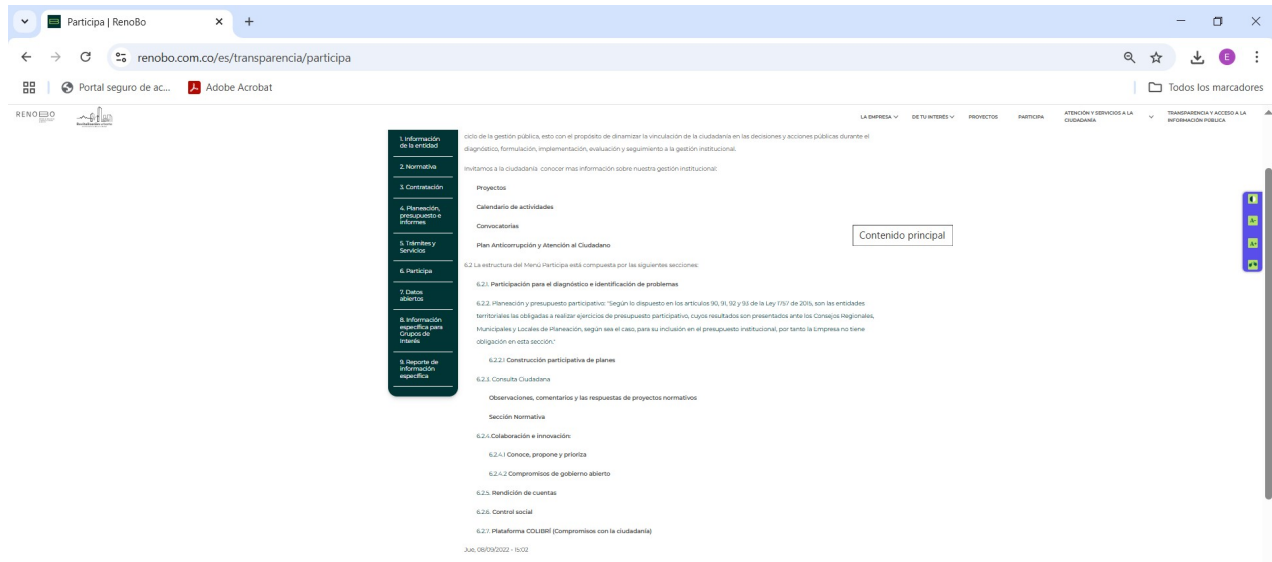 Participa | RenoBo
renobo.com.co/es/transparencia/participa
E
Portal seguro de ac...
Adobe Acrobat
Todos los marcadores
RENOBO
LA EMPRESA
DE TU INTERÉS
PROYECTOS
PARTICIPA
ATENCIÓN Y SERVICIOS A LA
CIUDADANÍA
TRANSPARENCIA Y ACCESO A LA
INFORMACIÓN PÚBLICA
1. Información
de la entidad
2. Normativa
3. Contratación
4. Planeación,
presupuesto e
informes
5. Trámites y
Servicios
6. Participa
7. Datos
abiertos
8. Información
específica para
Grupos de
Interés
9. Reporte de
información
específica
ciclo de la gestión pública, esto con el propósito de dinamizar la vinculación de la ciudadanía en las decisiones y acciones públicas durante el
diagnóstico, formulación, implementación, evaluación y seguimiento a la gestión institucional.
Invitamos a la ciudadanía conocer mas información sobre nuestra gestión institucional:
Proyectos
Calendario de actividades
Convocatorias
Plan Anticorrupción y Atención al Ciudadano
Contenido principal
A-
A+
6.2 La estructura del Menú Participa está compuesta por las siguientes secciones:
6.2.1. Participación para el diagnóstico e identificación de problemas
6.2.2. Planeación y presupuesto participativo: "Según lo dispuesto en los artículos 90, 91, 92 y 93 de la Ley 1757 de 2015, son las entidades
territoriales las obligadas a realizar ejercicios de presupuesto participativo, cuyos resultados son presentados ante los Consejos Regionales,
Municipales y Locales de Planeación, según sea el caso, para su inclusión en el presupuesto institucional, por tanto la Empresa no tiene
obligación en esta sección."
6.2.2.1 Construcción participativa de planes
6.2.3. Consulta Ciudadana
Observaciones, comentarios y las respuestas de proyectos normativos
Sección Normativa
6.2.4 Colaboración e innovación:
6.2.4.1 Conoce, propone y prioriza
6.2.4.2 Compromisos de gobierno abierto
6.2.5. Rendición de cuentas
6.2.6. Control social
6.2.7. Plataforma COLIBRÍ (Compromisos con la ciudadanía)
Jue, 08/09/2022 - 15:02